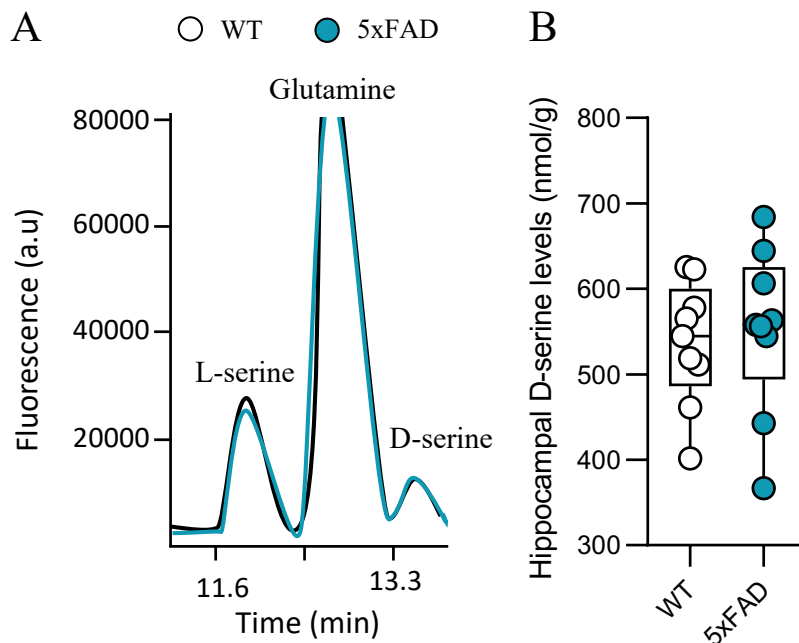 A
WT
5xFAD
Glutamine
L-serine
D-serine
Fluorescence (a.u)
80000
60000
40000
20000
11.6
13.3
Time (min)
B
Hippocampal D-serine levels (nmol/g)
800
700
600
500
400
300
WT
5xFAD